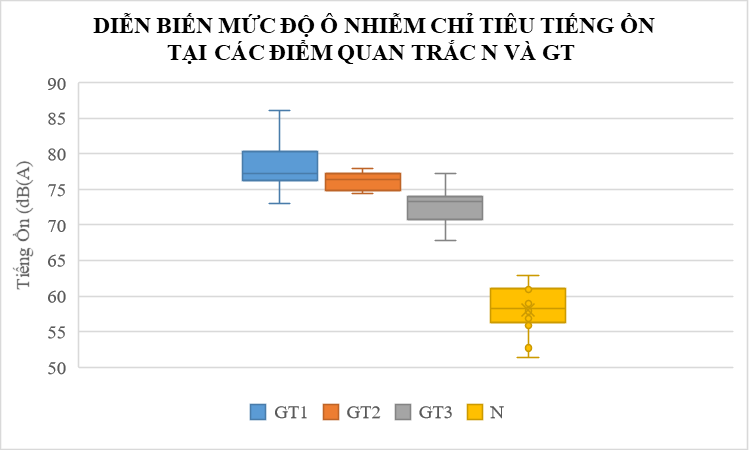 DIỄN BIẾN MỨC ĐỘ Ô NHIỄM CHỈ TIÊU TIẾNG ỒN
TẠI CÁC ĐIỂM QUAN TRẮC N VÀ GT
90
85
80
75
70
65
60
55
50
Tiếng Ồn (dB(A)
GT1 GT2 GT3 N